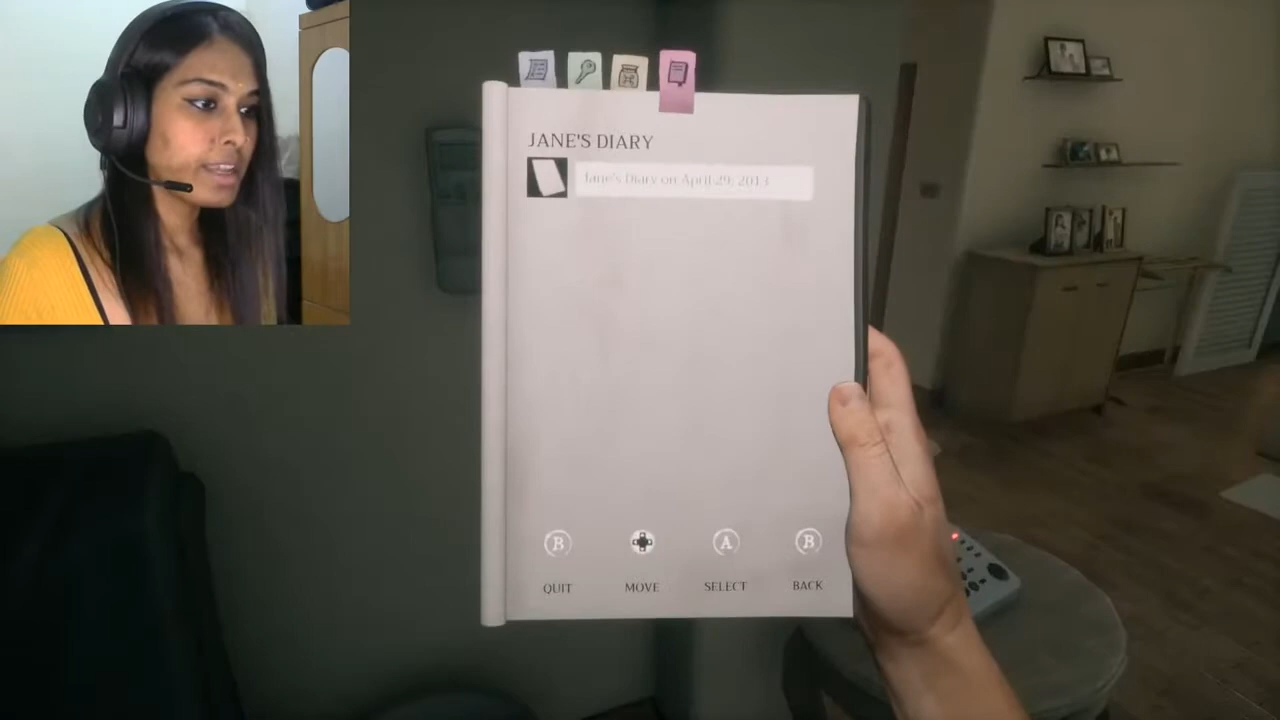 JANE'S DIARY
Jane's Diary on April 29, 2013
B
A
B
QUIT
MOVE
SELECT
BACK